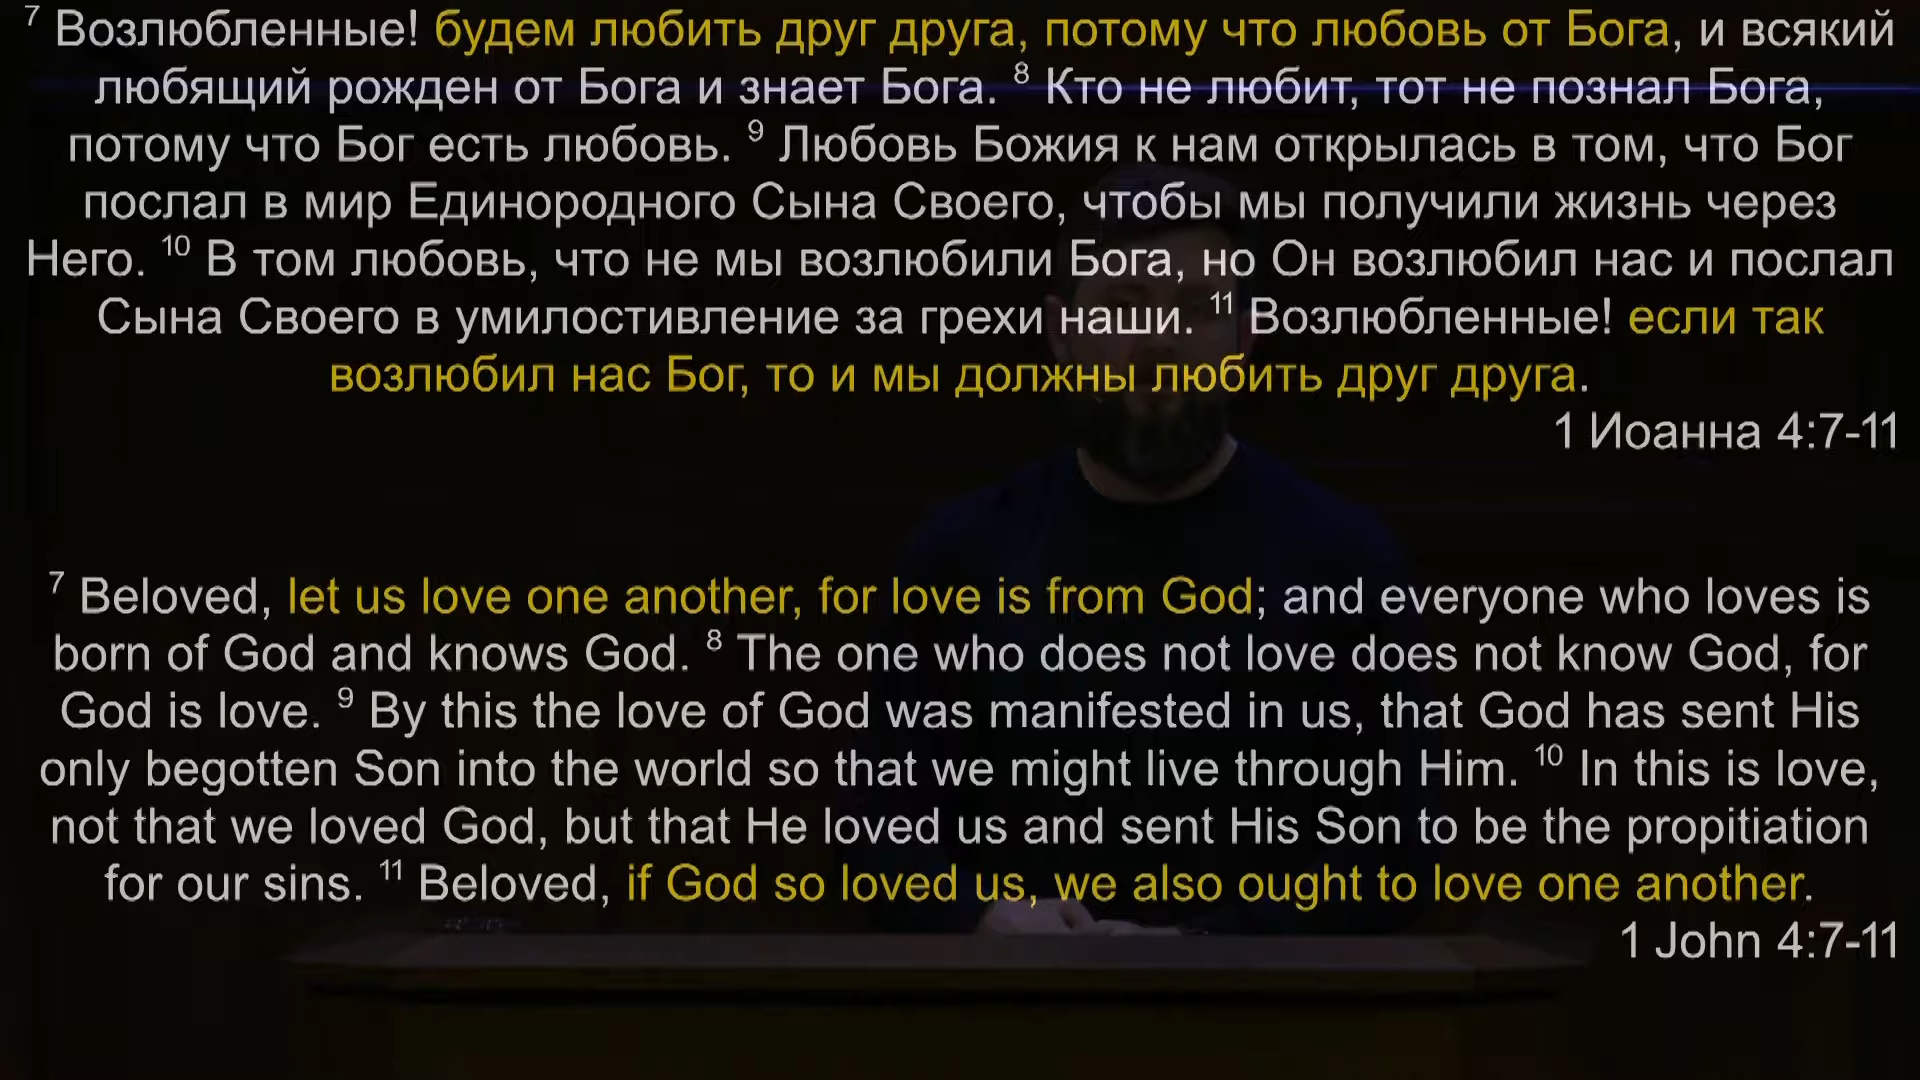 7 Возлюбленные! будем любить друг друга, потому что любовь от Бога, и всякий
любящий рожден от Бога и знает Бога. 8 Кто не любит, тот не познал Бога,
потому что Бог есть любовь. 9 Любовь Божия к нам открылась в том, что Бог
послал в мир Единородного Сына Своего, чтобы мы получили жизнь через
Него. 10 В том любовь, что не мы возлюбили Бога, но Он возлюбил нас и послал
Сына Своего в умилостивление за грехи наши. 11 Возлюбленные! если так
возлюбил нас Бог, то и мы должны любить друг друга.
1 Иоанна 4:7-11
7 Beloved, let us love one another, for love is from God; and everyone who loves is
born of God and knows God. 8 The one who does not love does not know God, for
God is love. 9 By this the love of God was manifested in us, that God has sent His
only begotten Son into the world so that we might live through Him. 10 In this is love,
not that we loved God, but that He loved us and sent His Son to be the propitiation
for our sins. 11 Beloved, if God so loved us, we also ought to love one another.
1 John 4:7-11